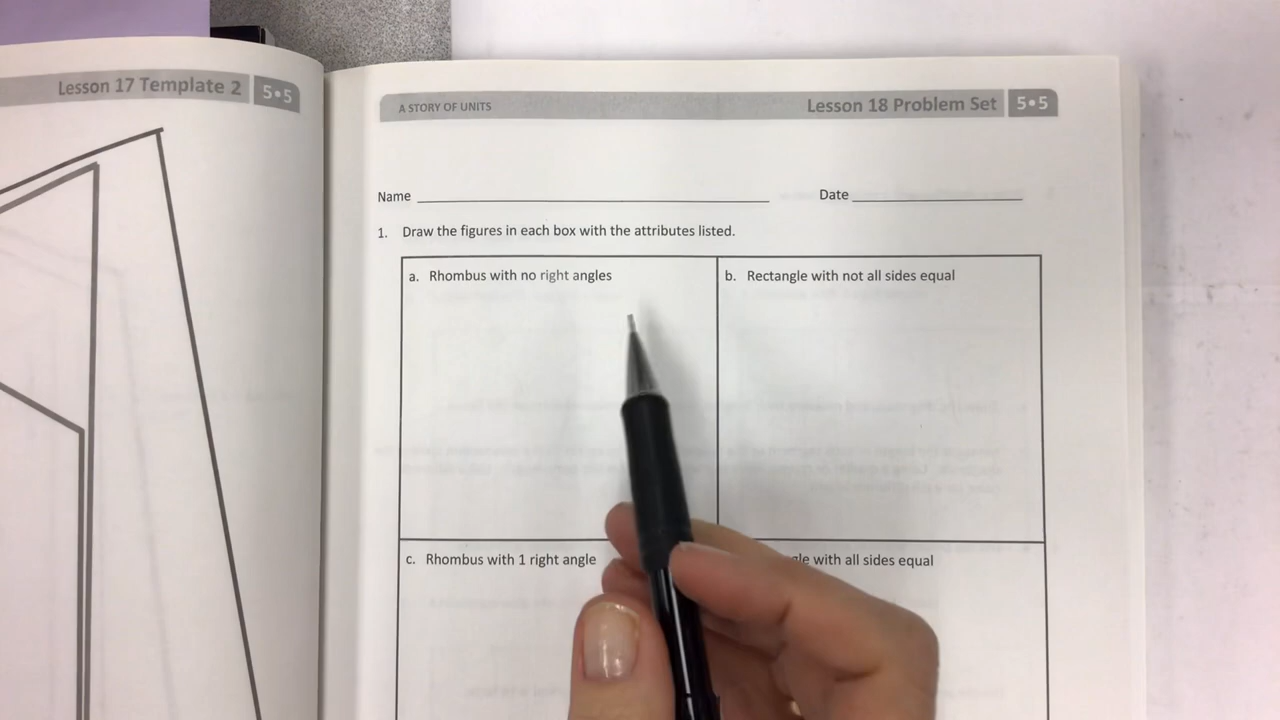 Lesson 17 Template 2 5•5
A STORY OF UNITS Lesson 18 Problem Set 5•5
Name Date
1. Draw the figures in each box with the attributes listed.
a. Rhombus with no right angles
b. Rectangle with not all sides equal
c. Rhombus with 1 right angle
with all sides equal